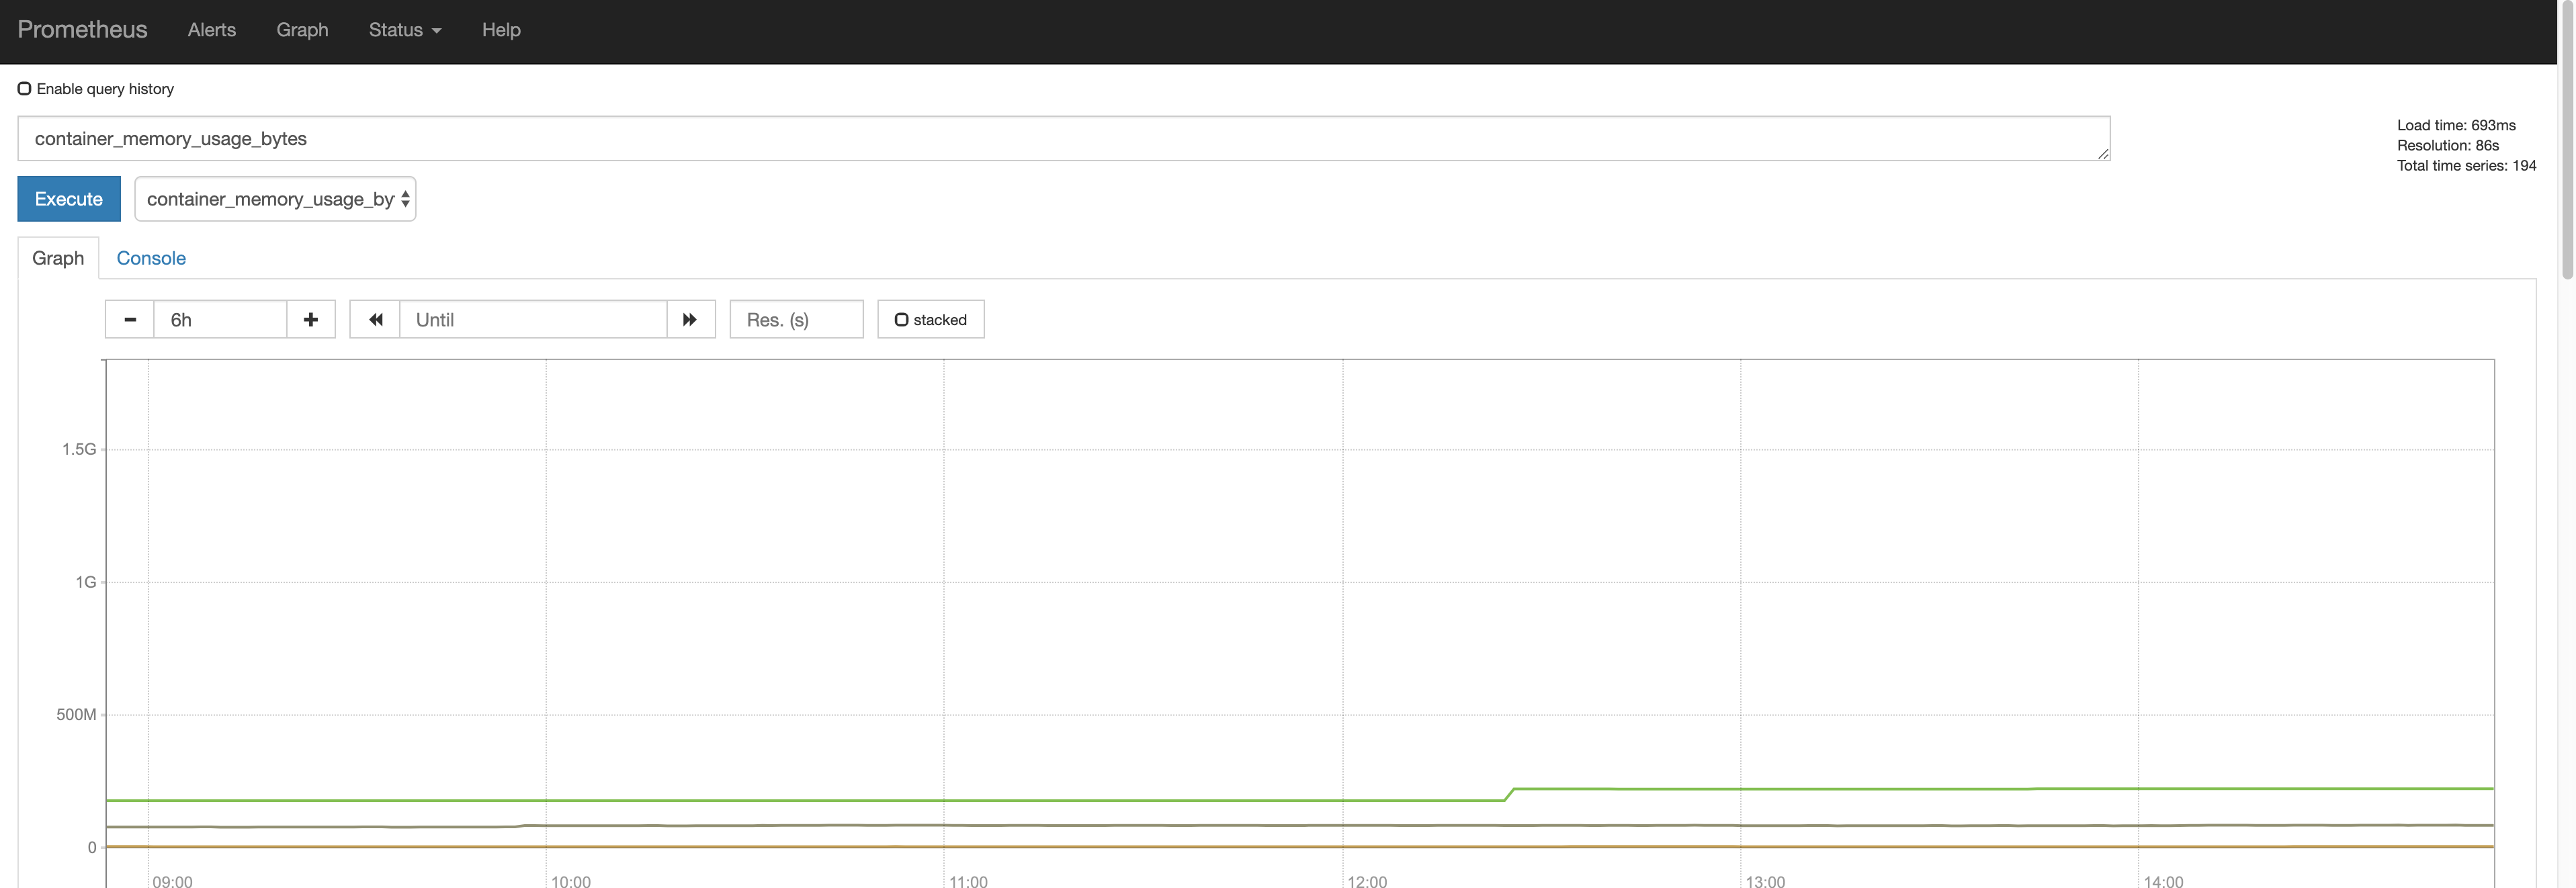 Prometheus Alerts Graph Status Help
Enable query history
container_memory_usage_bytes
Load time: 693ms
Resolution: 86s
Total time series: 194
Execute container_memory_usage_by
Graph Console
6h Until Res. (s) stacked
1.5G
1G
500M
0
09:00 10:00 11:00 12:00 13:00 14:00